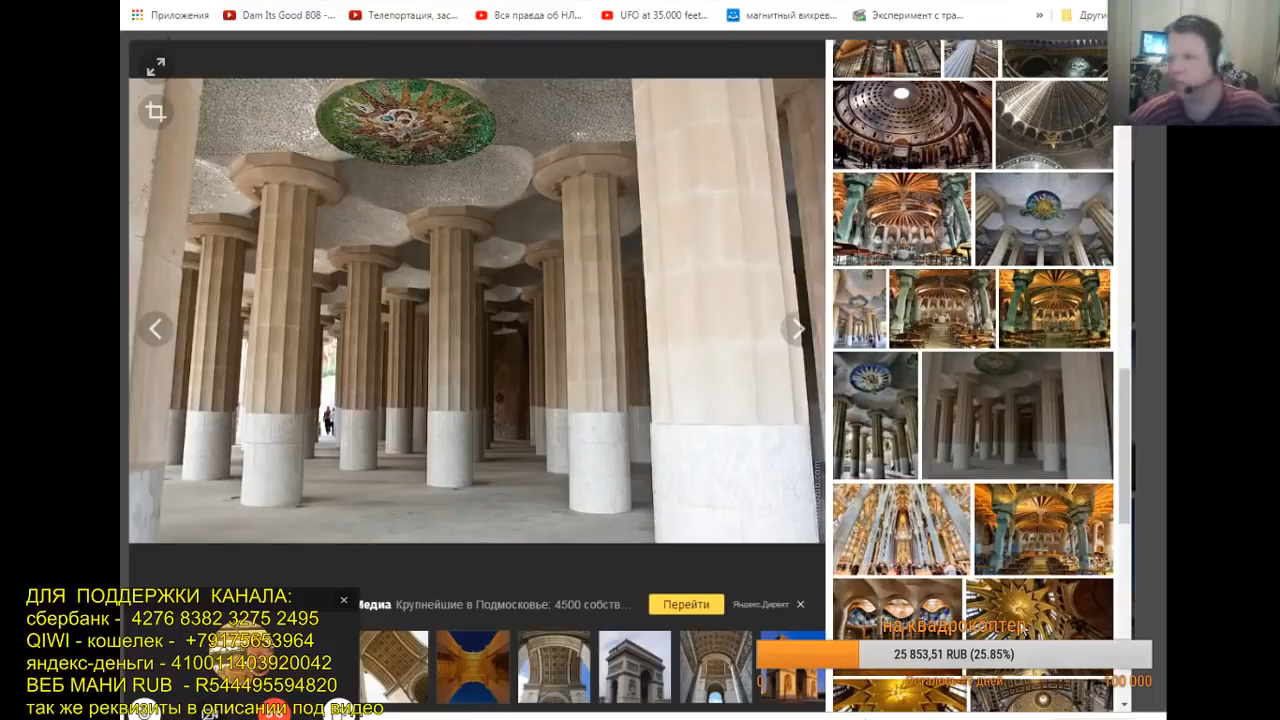 Приложения
Dam Its Good 808 -...
Телепортация, зас...
Вся правда об НЛ...
UFO at 35.000 feet...
магнитный вихрев...
Эксперимент с тра...
»
Други
Медиа Крупнейшие в Подмосковье: 4500 собств...
Перейти
Яндекс.Директ
ДЛЯ ПОДДЕРЖКИ КАНАЛА:
сбербанк - 4276 8382 3275 2495
QIWI - кошелек - +79175653964
яндекс-деньги - 410011403920042
ВЕБ МАНИ RUB - R544495594820
так же реквизиты в описании под видео
на квадрокоптер
25 853,51 RUB (25.85%)
0
100 000